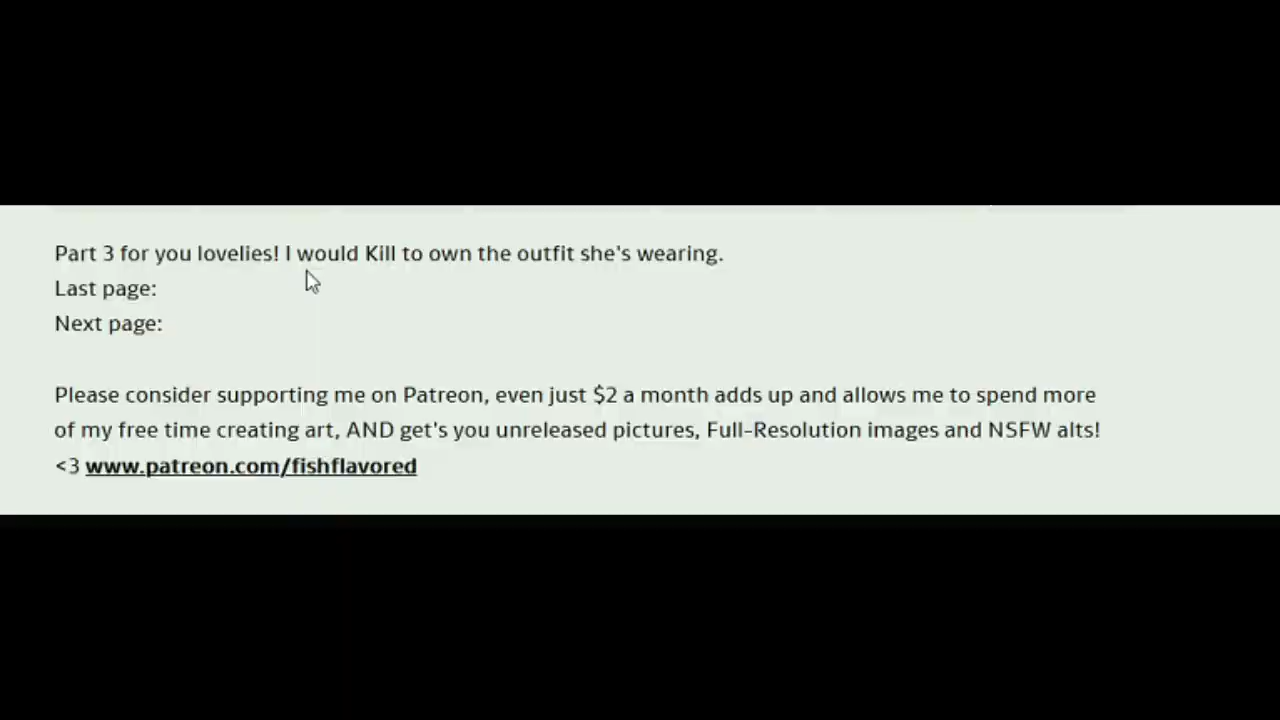 Part 3 for you lovelies! I would Kill to own the outfit she's wearing.
Last page:
Next page:
Please consider supporting me on Patreon, even just $2 a month adds up and allows me to spend more
of my free time creating art, AND get's you unreleased pictures, Full-Resolution images and NSFW alts!
<3 www.patreon.com/fishflavored